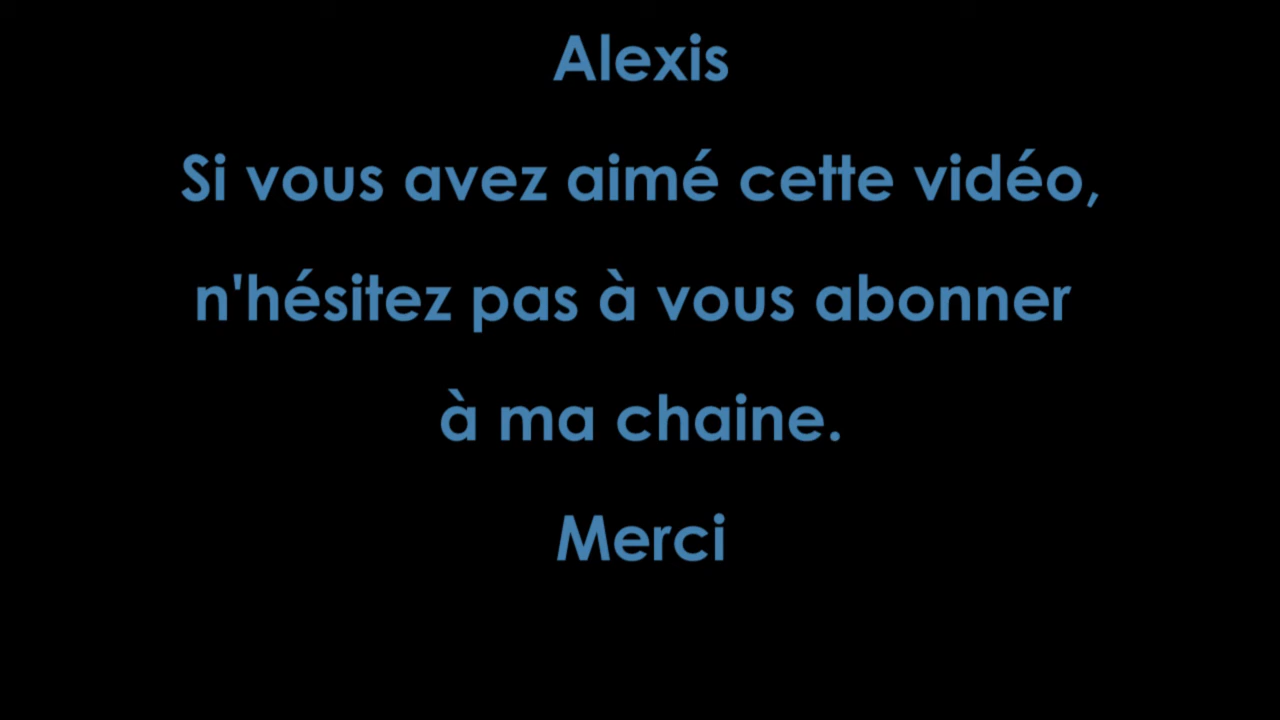 Alexis
Si vous avez aimé cette vidéo,
n'hésitez pas à vous abonner
à ma chaine.
Merci